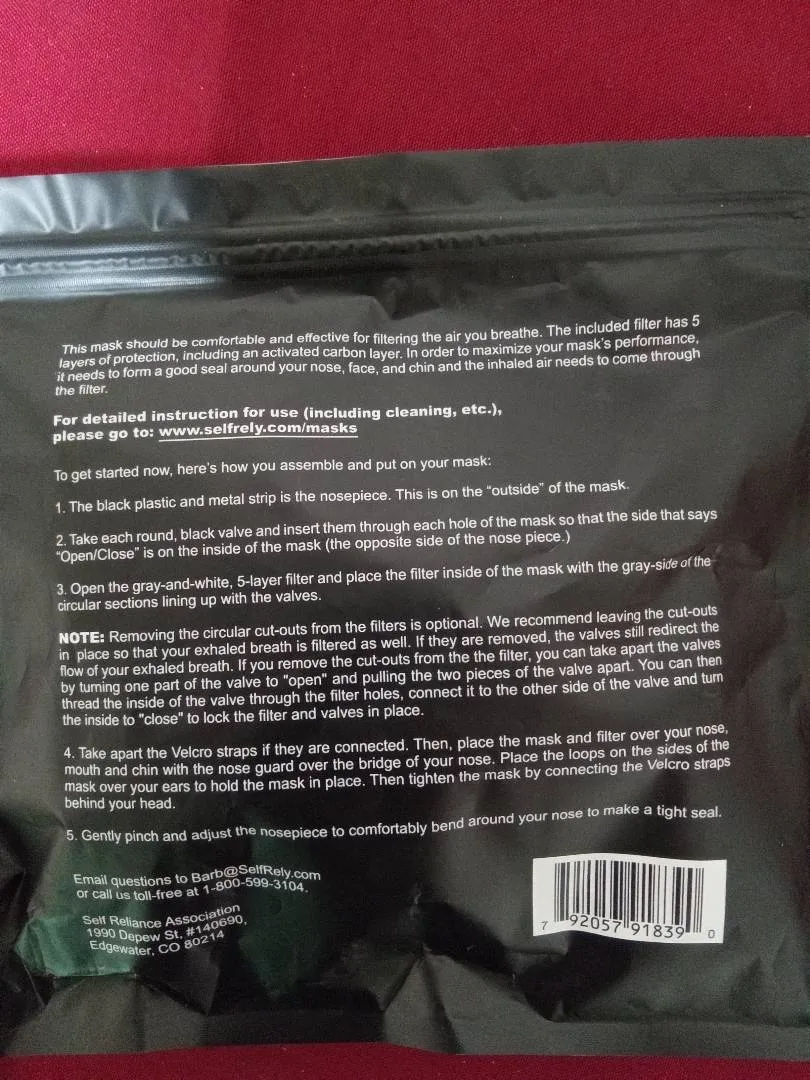 This mask should be comfortable and effective for filtering the air you breathe. The included filter has 5
layers of protection, including an activated carbon layer. In order to maximize your mask's performance,
it needs to form a good seal around your nose, face, and chin and the inhaled air needs to come through
the filter.
For detailed instruction for use (including cleaning, etc.),
please go to: www.selfrely.com/masks
To get started now, here's how you assemble and put on your mask:
1. The black plastic and metal strip is the nosepiece. This is on the "outside" of the mask.
2. Take each round, black valve and insert them through each hole of the mask so that the side that says
"Open/Close" is on the inside of the mask (the opposite side of the nose piece.)
3. Open the gray-and-white, 5-layer filter and place the filter inside of the mask with the gray-side of the
circular sections lining up with the valves.
NOTE: Removing the circular cut-outs from the filters is optional. We recommend leaving the cut-outs
in place so that your exhaled breath is filtered as well. If they are removed, the valves still redirect the
flow of your exhaled breath. If you remove the cut-outs from the the filter, you can take apart the valves
by turning one part of the valve to "open" and pulling the two pieces of the valve apart. You can then
thread the inside of the valve through the filter holes, connect it to the other side of the valve and turn
the inside to "close" to lock the filter and valves in place.
4. Take apart the Velcro straps if they are connected. Then, place the mask and filter over your nose,
mouth and chin with the nose guard over the bridge of your nose. Place the loops on the sides of the
mask over your ears to hold the mask in place. Then tighten the mask by connecting the Velcro straps
behind your head.
5. Gently pinch and adjust the nosepiece to comfortably bend around your nose to make a tight seal.
Email questions to Barb@SelfRely.com
or call us toll-free at 1-800-599-3104.
Self Reliance Association
1990 Depew St. #140690,
Edgewater, CO 80214
7 92057 91839 0